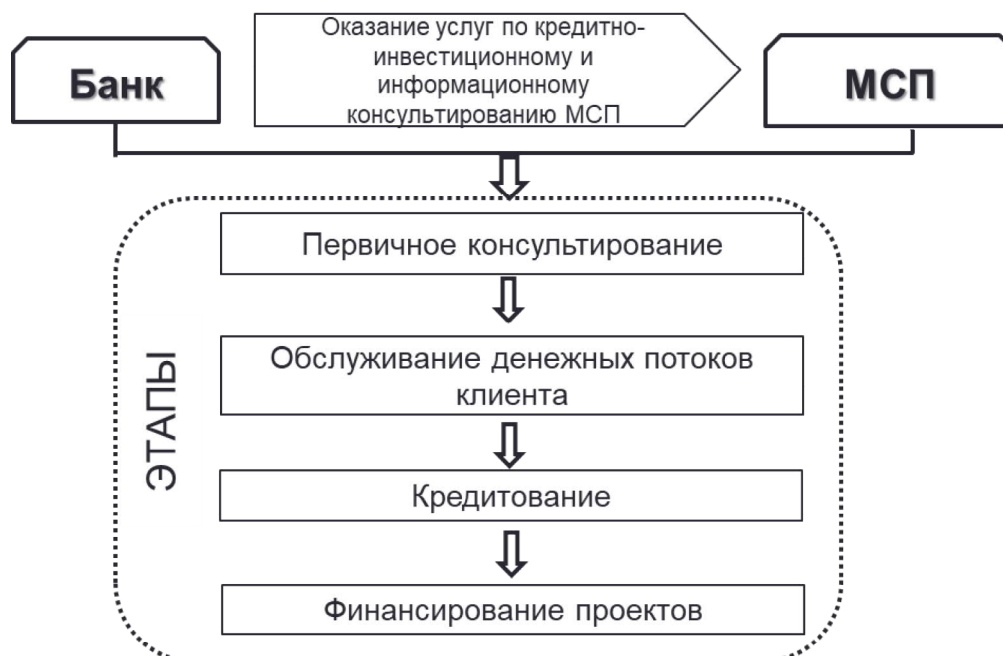 Банк
Оказание услуг по кредитно-
инвестиционному и
информационному
консультированию МСП
МСП
ЭТАПЫ
Первичное консультирование
Обслуживание денежных потоков
клиента
Кредитование
Финансирование проектов